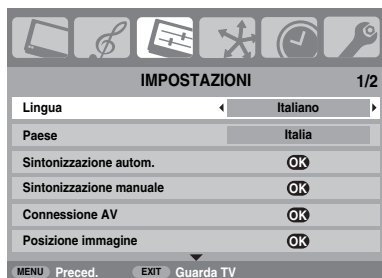 IMPOSTAZIONI 1/2
Lingua Italiano
Paese Italia
Sintonizzazione autom. OK
Sintonizzazione manuale OK
Connessione AV OK
Posizione immagine OK
MENU Preced. EXIT Guarda TV